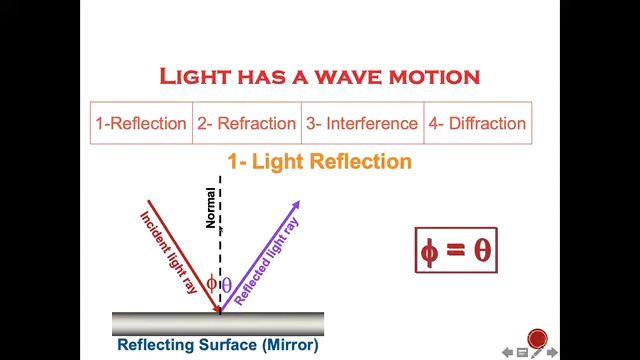 LIGHT HAS A WAVE MOTION
1-Reflection
2- Refraction
3- Interference
4- Diffraction
1- Light Reflection
Incident light ray
Normal
Reflected light ray
ϕ θ
ϕ = θ
Reflecting Surface (Mirror)